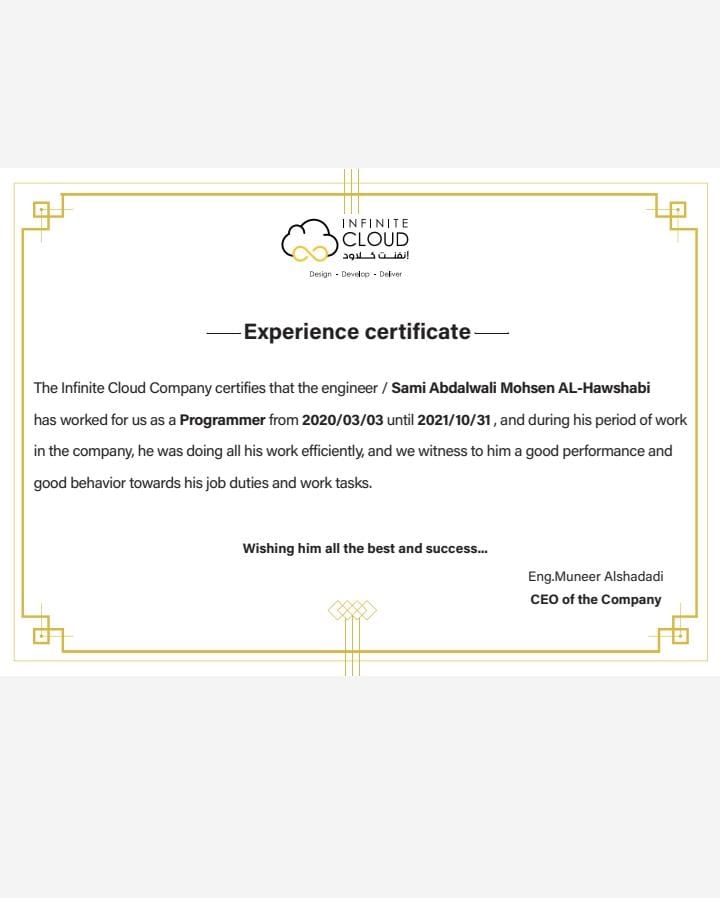 INFINITE
CLOUD
إنفنت كلاود
Design - Develop - Deliver
Experience certificate
The Infinite Cloud Company certifies that the engineer / Sami Abdalwali Mohsen AL-Hawshabi
has worked for us as a Programmer from 2020/03/03 until 2021/10/31 , and during his period of work
in the company, he was doing all his work efficiently, and we witness to him a good performance and
good behavior towards his job duties and work tasks.
Wishing him all the best and success...
Eng.Muneer Alshadadi
CEO of the Company